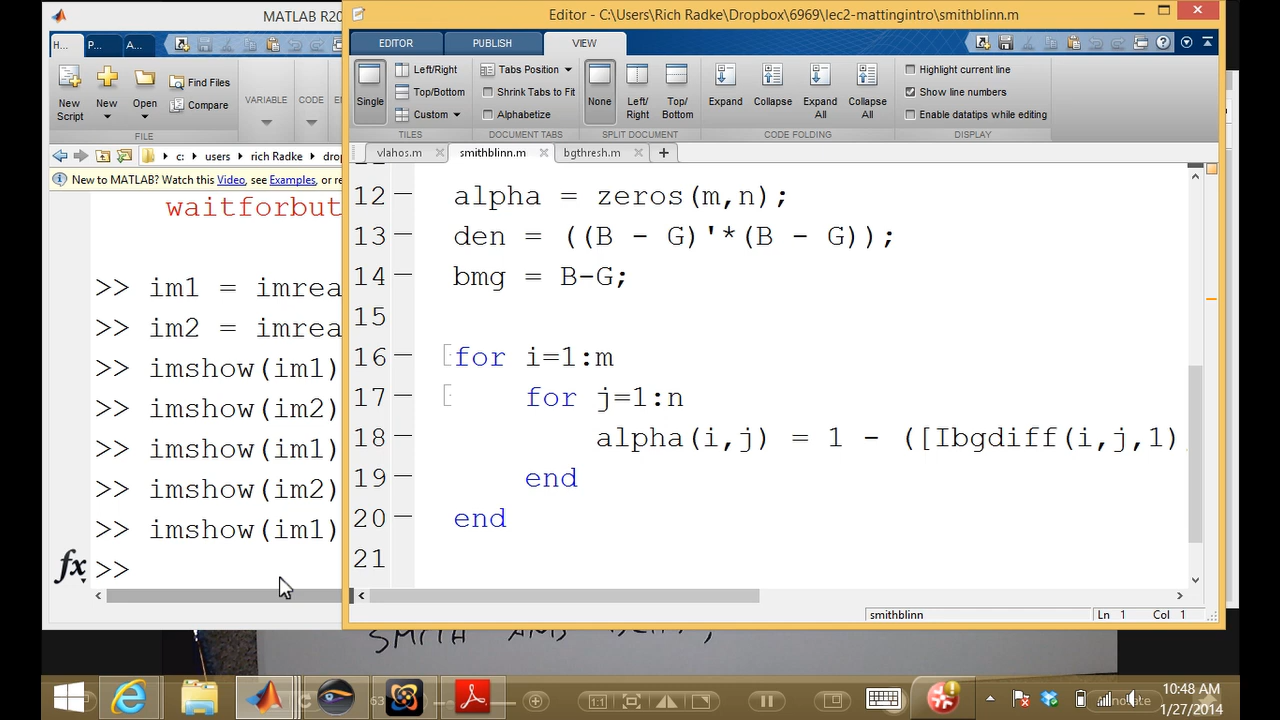 MATLAB R20
Editor - C:\Users\Rich Radke\Dropbox\6969\lec2-mattingintro\smithblinn.m
H... P... A...
EDITOR PUBLISH VIEW
New Script New Open Find Files Compare VARIABLE CODE
FILE
Single Left/Right Top/Bottom Custom Tab Position Shrink Tabs to Fit Alphabetize None Left/Right Top/Bottom Expand Collapse Expand All Collapse All Highlight current line Show line numbers Enable datatips while editing
TILES DOCUMENT TABS SPLIT DOCUMENT CODE FOLDING DISPLAY
c: users rich Radke
vlahos.m smithblinn.m bgthresh.m
New to MATLAB? Watch this Video, see Examples, or
waitforbut
>> im1 = imrea
>> im2 = imrea
>> imshow(im1)
>> imshow(im2)
>> imshow(im1)
>> imshow(im2)
>> imshow(im1)
fx >>
12 alpha = zeros(m,n);
13 den = ((B - G)'*(B - G));
14 bmg = B-G;
15
16 for i=1:m
17 for j=1:n
18 alpha(i,j) = 1 - ([Ibgdiff(i,j,1)
19 end
20 end
21
smithblinn Ln 1 Col 1
SMITH AND
10:48 AM
1/27/2014